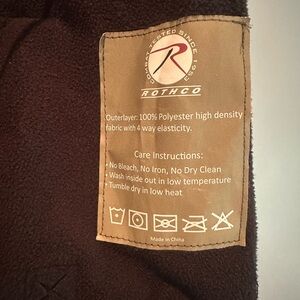 COMBAT TESTED SINCE 1953
R
ROTHCO
Outerlayer: 100% Polyester high density
fabric with 4 way elasticity.
Care Instructions:
• No Bleach, No Iron, No Dry Clean
• Wash inside out in low temperature
• Tumble dry in low heat
Made in China